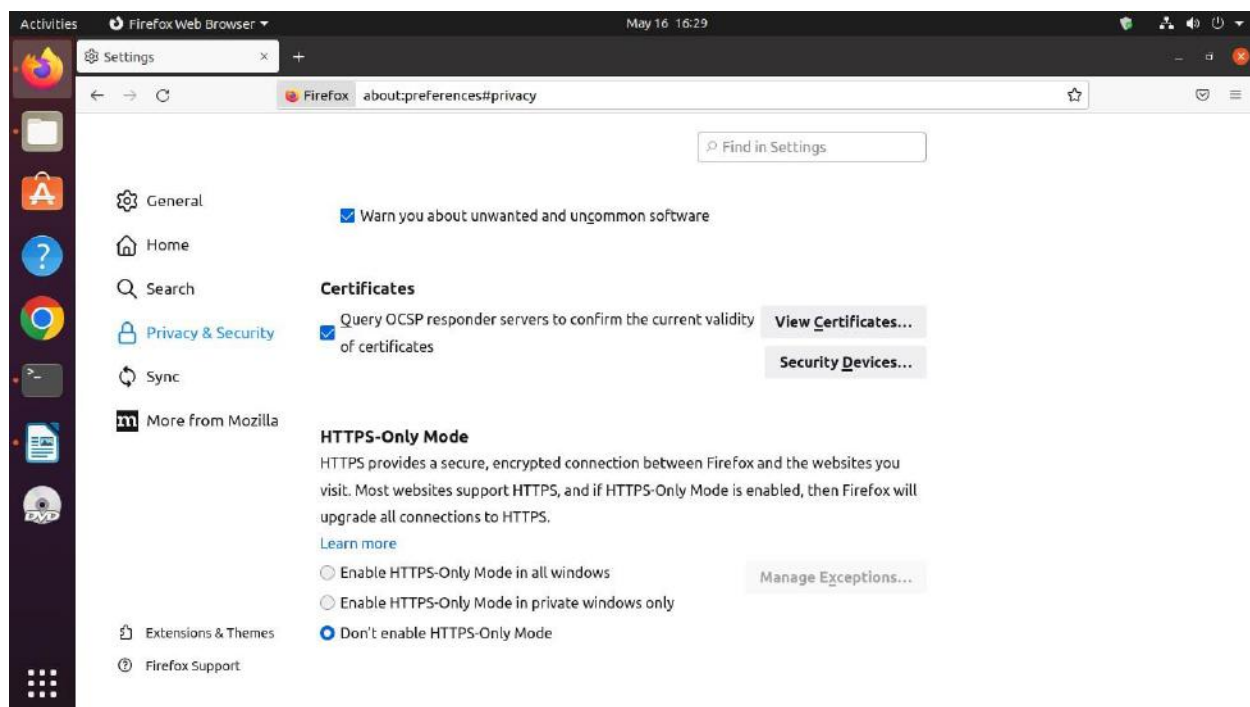 Activities
Firefox Web Browser
May 16 16:29
Settings
Firefox
about:preferences#privacy
Find in Settings
General
Home
Search
Privacy & Security
Sync
More from Mozilla
Extensions & Themes
Firefox Support
Warn you about unwanted and uncommon software
Certificates
Query OCSP responder servers to confirm the current validity
of certificates
View Certificates...
Security Devices...
HTTPS-Only Mode
HTTPS provides a secure, encrypted connection between Firefox and the websites you
visit. Most websites support HTTPS, and if HTTPS-Only Mode is enabled, then Firefox will
upgrade all connections to HTTPS.
Learn more
Enable HTTPS-Only Mode in all windows
Manage Exceptions...
Enable HTTPS-Only Mode in private windows only
Don't enable HTTPS-Only Mode
DVD